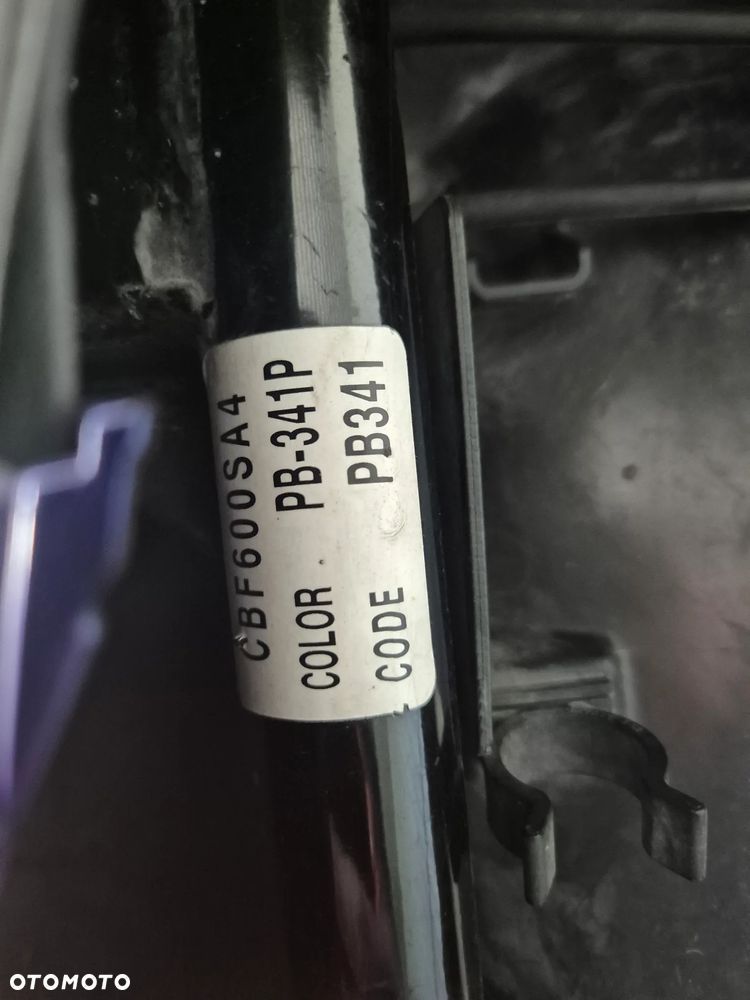 CBF600SA4
COLOR PB-341P
CODE PB341
OTOMOTO